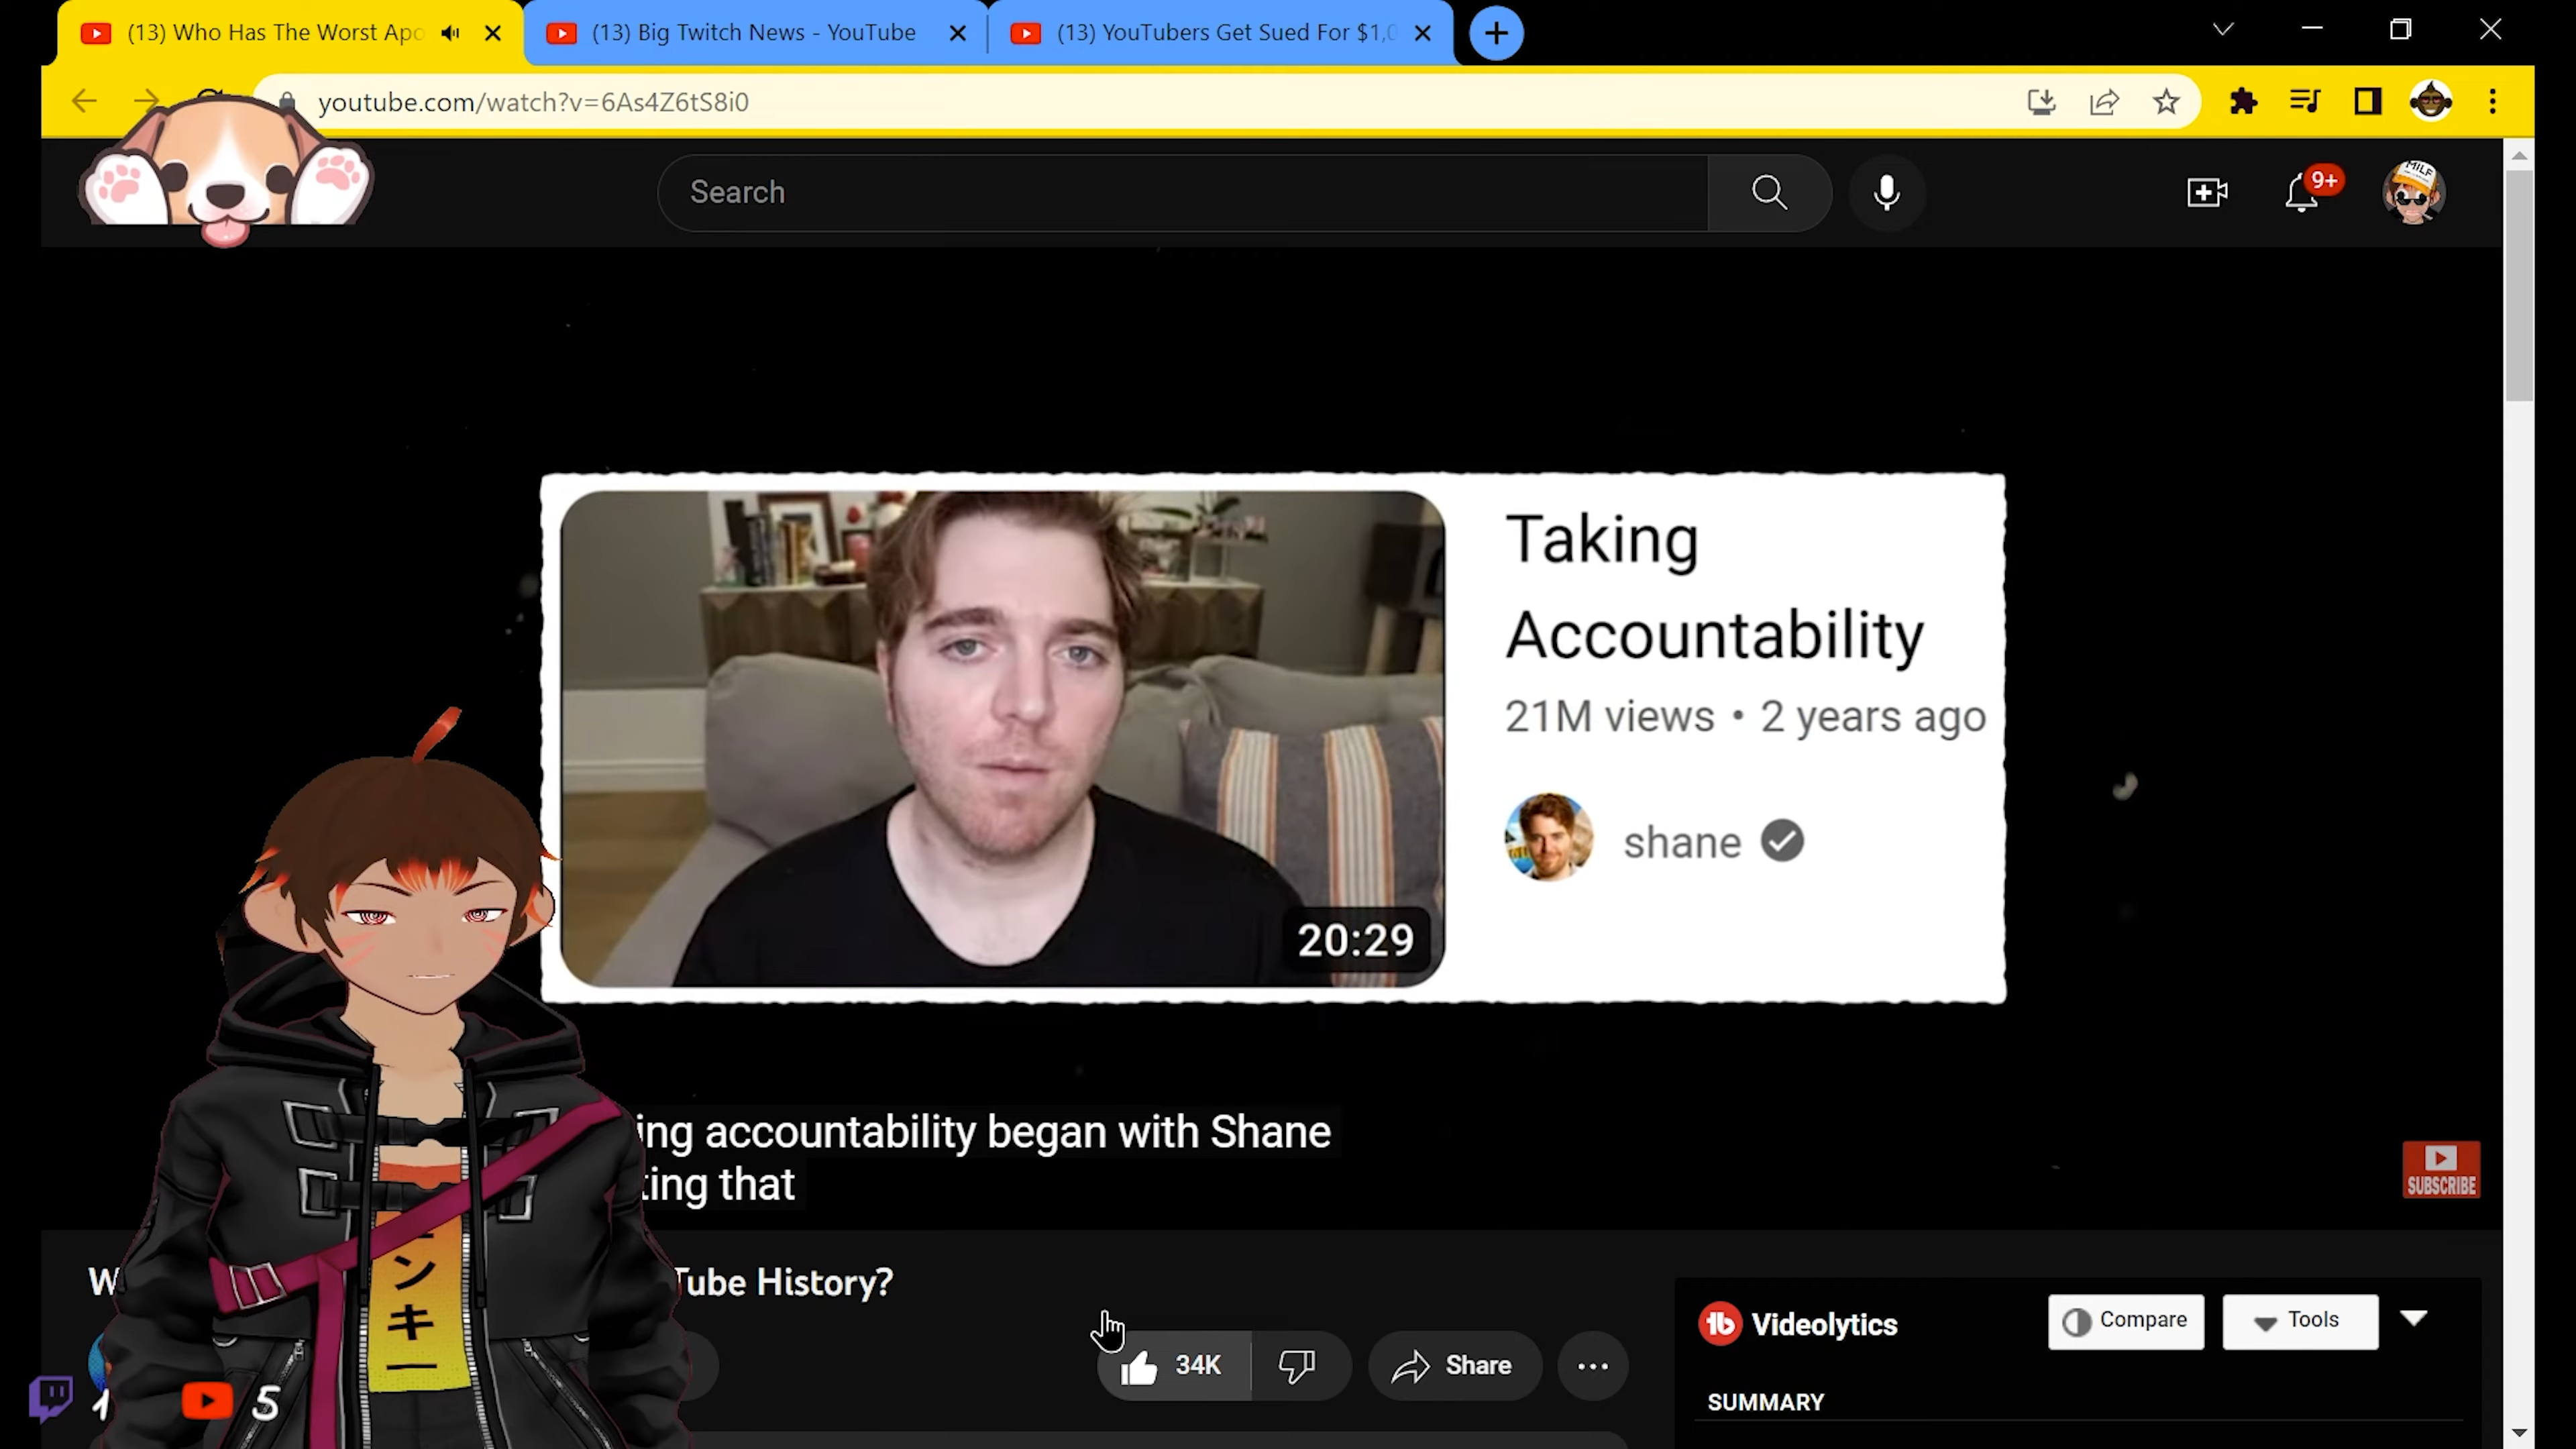 (13) Who Has The Worst Apo
(13) Big Twitch News - YouTube
(13) YouTubers Get Sued For $1,0
youtube.com/watch?v=6As4Z6tS8i0
Search
9+
MILF
Taking
Accountability
21M views • 2 years ago
shane
20:29
ing accountability began with Shane
ting that
SUBSCRIBE
W
Tube History?
ンキー
34K
Share
Videolytics
Compare
Tools
SUMMARY
1
5